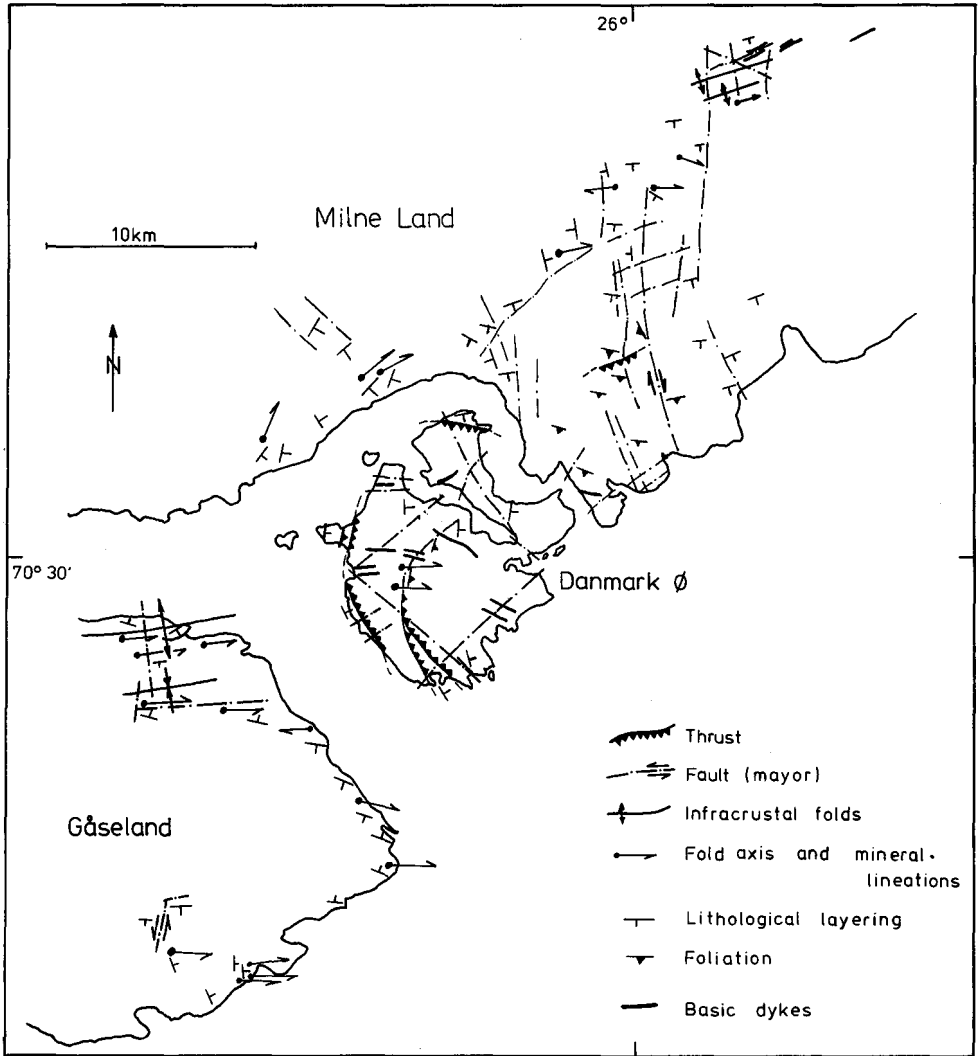 26°
Milne Land
10km
N
70° 30'
Danmark Ø
Gåseland
Thrust
Fault (mayor)
Infracrustal folds
Fold axis and mineral-
lineations
Lithological layering
Foliation
Basic dykes